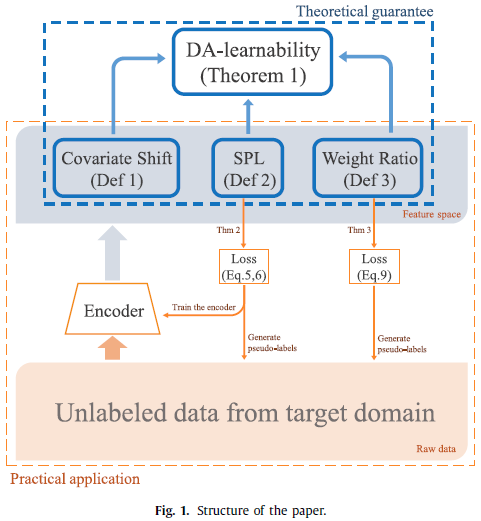 Theoretical guarantee
DA-learnability
(Theorem 1)
Covariate Shift
(Def 1)
SPL
(Def 2)
Weight Ratio
(Def 3)
Feature space
Thm 2
Thm 3
Loss
(Eq.5,6)
Loss
(Eq.9)
Encoder
Train the encoder
Generate
pseudo-labels
Generate
pseudo-labels
Unlabeled data from target domain
Raw data
Practical application
Fig. 1. Structure of the paper.